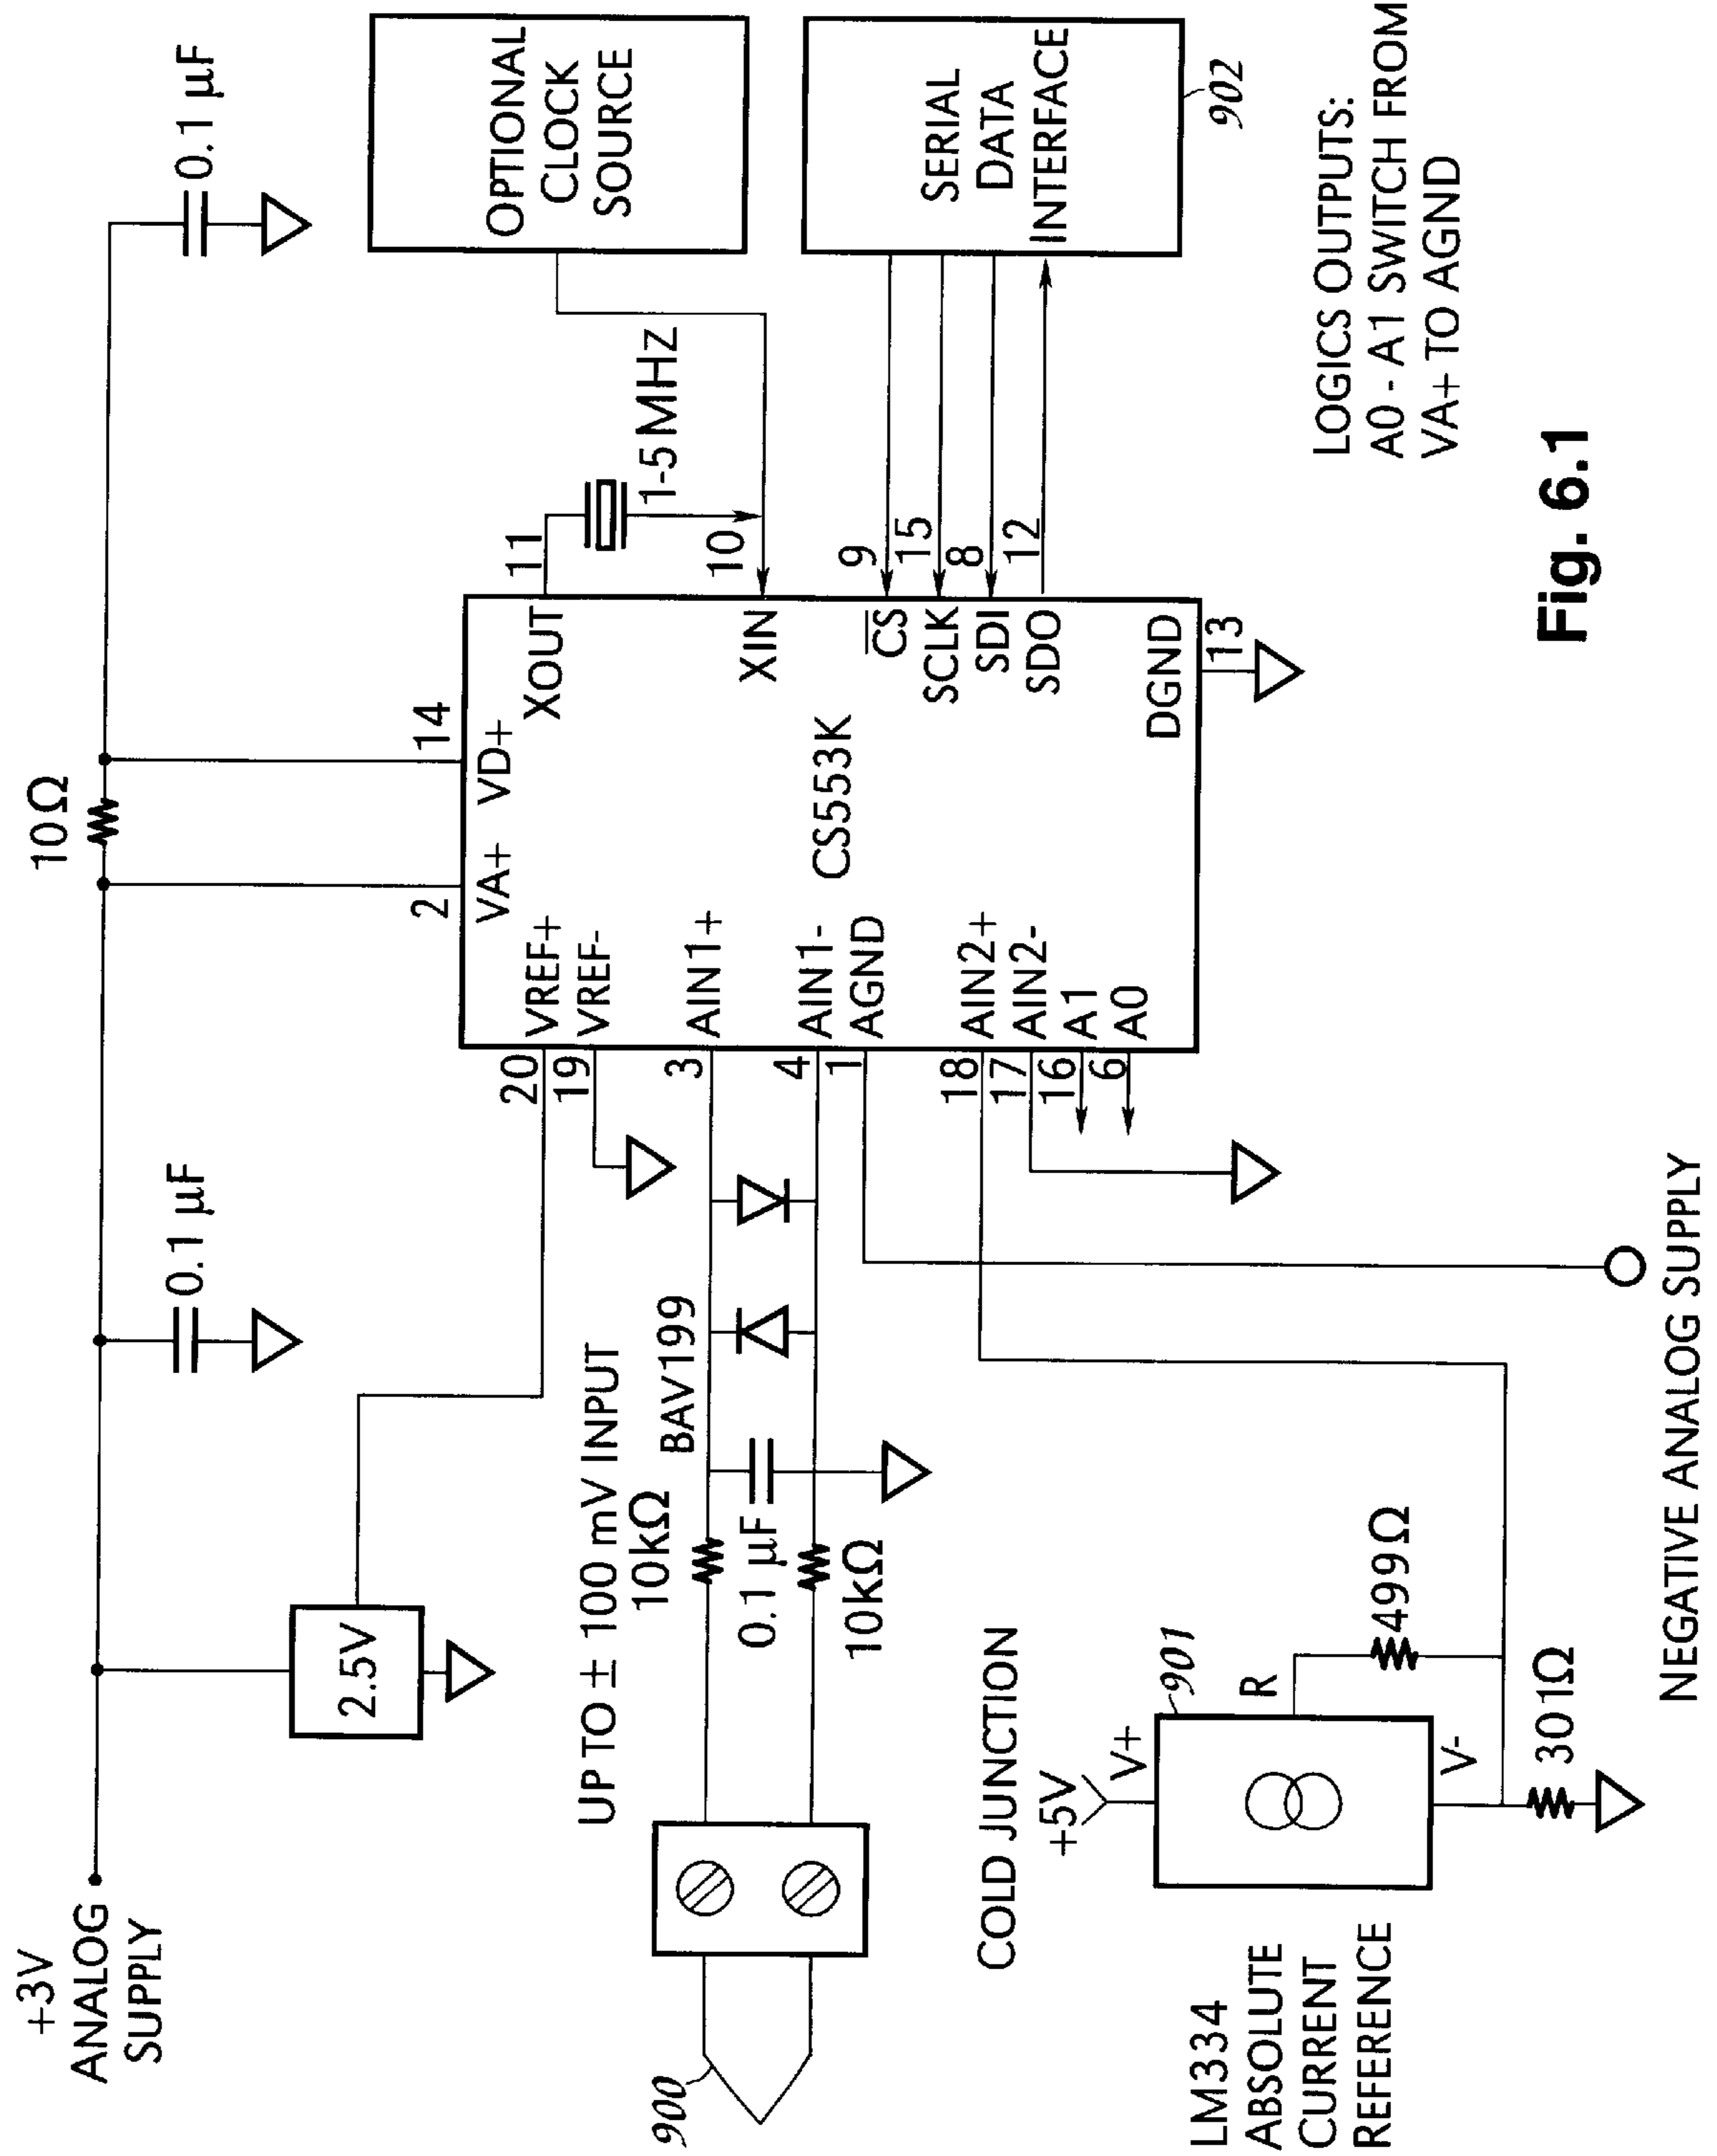 +3V
ANALOG
SUPPLY
2.5V
0.1 µF
10Ω
0.1 µF
2
14
VA+
VD+
20
VREF+
19
VREF-
3
AIN1+
4
AIN1-
1
AGND
18
AIN2+
17
AIN2-
16
A1
6
A0
CS553K
XOUT
11
XIN
10
1-5MHZ
CS
9
SCLK
15
SDI
8
SDO
12
DGND
13
OPTIONAL
CLOCK
SOURCE
SERIAL
DATA
INTERFACE
902
UP TO ± 100 mV INPUT
10kΩ
BAV199
0.1 µF
10kΩ
900
COLD JUNCTION
+5V
V+
901
R
499Ω
V-
301Ω
LM334
ABSOLUTE
CURRENT
REFERENCE
NEGATIVE ANALOG SUPPLY
LOGICS OUTPUTS:
A0 - A1 SWITCH FROM
VA+ TO AGND
Fig. 6.1